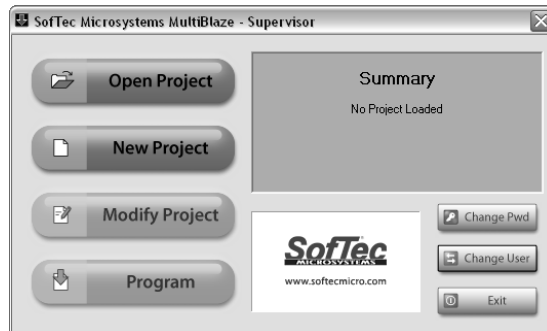 SofTec Microsystems MultiBlaze - Supervisor
Open Project
New Project
Modify Project
Program
Summary
No Project Loaded
SofTec
MICROSYSTEMS
www.softecmicro.com
Change Pwd
Change User
Exit